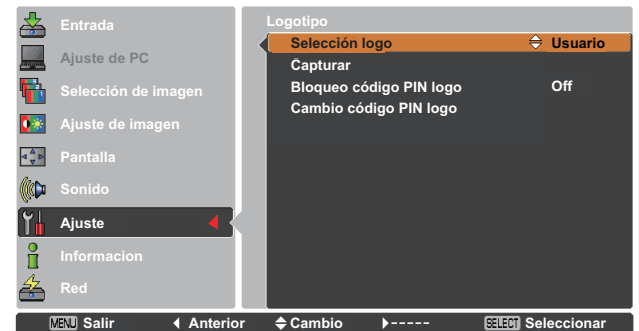 Entrada
Ajuste de PC
Selección de imagen
Ajuste de imagen
Pantalla
Sonido
Ajuste
Informacion
Red
Logotipo
Selección logo Usuario
Capturar
Bloqueo código PIN logo Off
Cambio código PIN logo
MENU Salir Anterior Cambio ----- SELECT Seleccionar